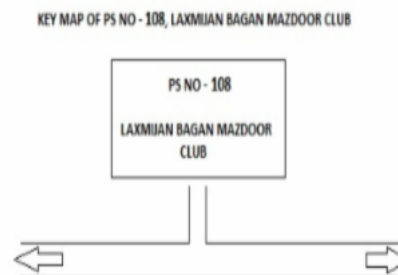 KEY MAP OF PS NO - 108, LAXMIJAN BAGAN MAZDOOR CLUB
PS NO - 108
LAXMIJAN BAGAN MAZDOOR
CLUB